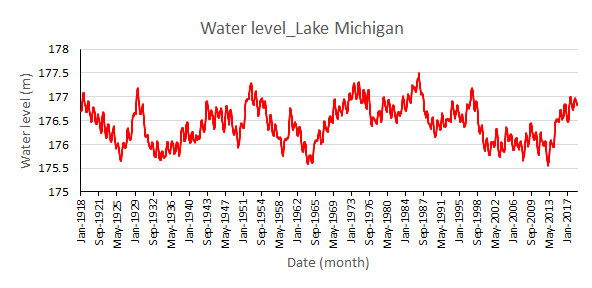 Water level_Lake Michigan
Water level (m)
178
177.5
177
176.5
176
175.5
175
Jan-1918
Sep-1921
May-1925
Jan-1929
Sep-1932
May-1936
Jan-1940
Sep-1943
May-1947
Jan-1951
Sep-1954
May-1958
Jan-1962
Sep-1965
May-1969
Jan-1973
Sep-1976
May-1980
Jan-1984
Sep-1987
May-1991
Jan-1995
Sep-1998
May-2002
Jan-2006
Sep-2009
May-2013
Jan-2017
Date (month)